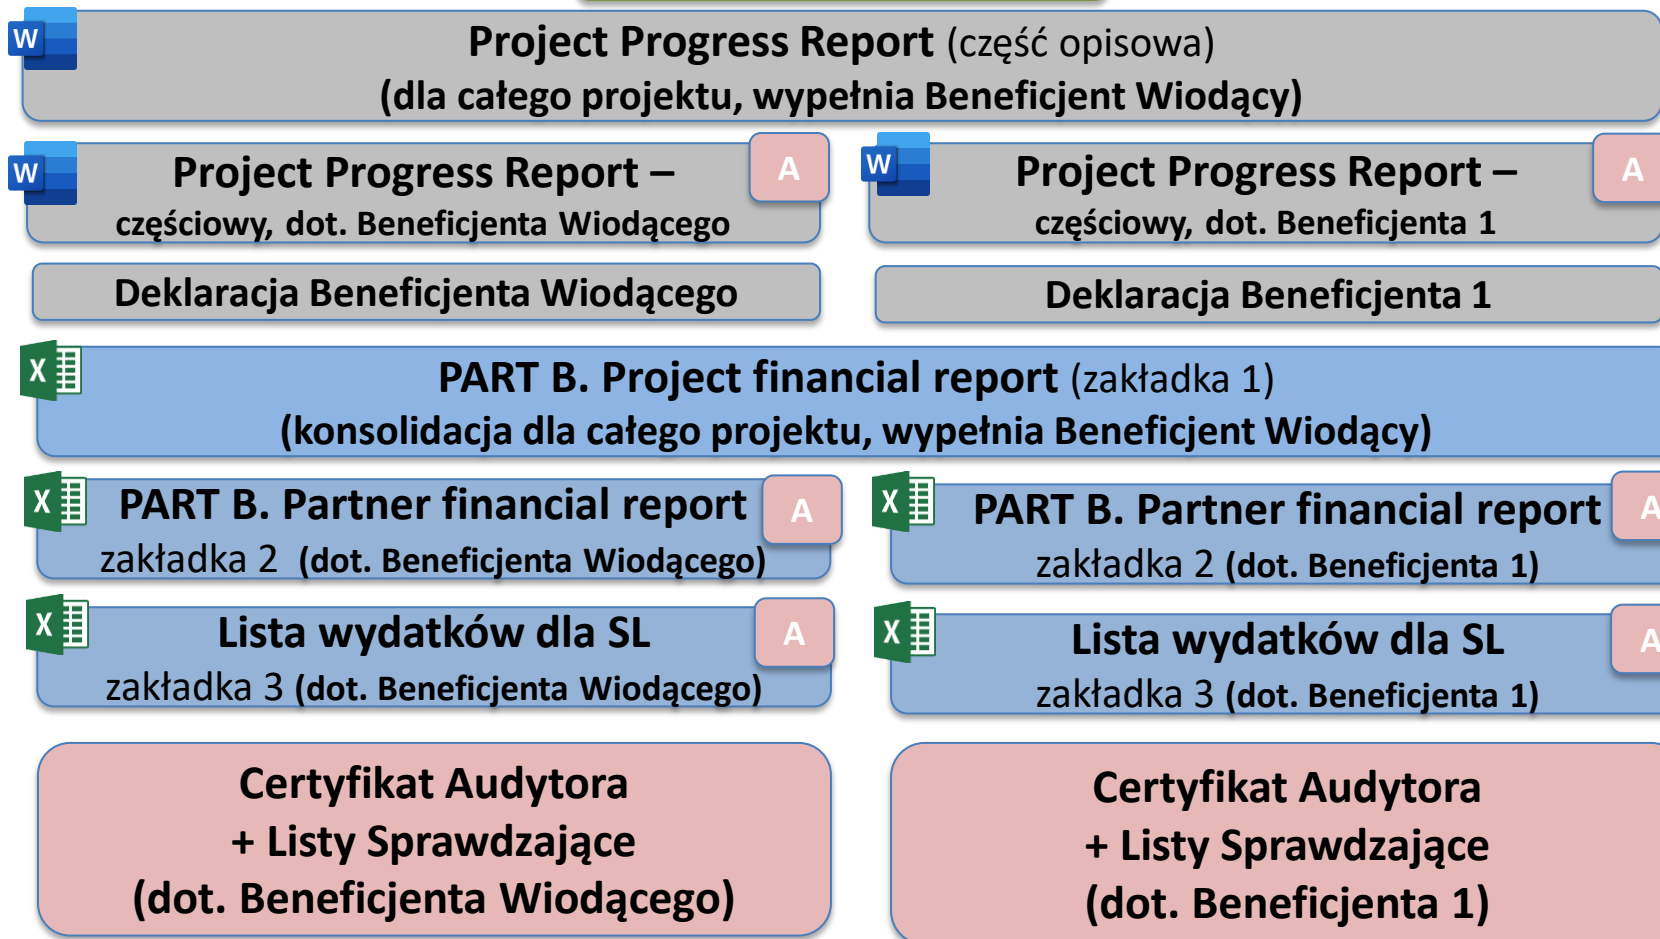 W
Project Progress Report (część opisowa)
(dla całego projektu, wypełnia Beneficjent Wiodący)
W
Project Progress Report –
częściowy, dot. Beneficjenta Wiodącego
A
W
Project Progress Report –
częściowy, dot. Beneficjenta 1
A
Deklaracja Beneficjenta Wiodącego
Deklaracja Beneficjenta 1
X
PART B. Project financial report (zakładka 1)
(konsolidacja dla całego projektu, wypełnia Beneficjent Wiodący)
X
PART B. Partner financial report
zakładka 2 (dot. Beneficjenta Wiodącego)
A
X
PART B. Partner financial report
zakładka 2 (dot. Beneficjenta 1)
A
X
Lista wydatków dla SL
zakładka 3 (dot. Beneficjenta Wiodącego)
A
X
Lista wydatków dla SL
zakładka 3 (dot. Beneficjenta 1)
A
Certyfikat Audytora
+ Listy Sprawdzające
(dot. Beneficjenta Wiodącego)
Certyfikat Audytora
+ Listy Sprawdzające
(dot. Beneficjenta 1)